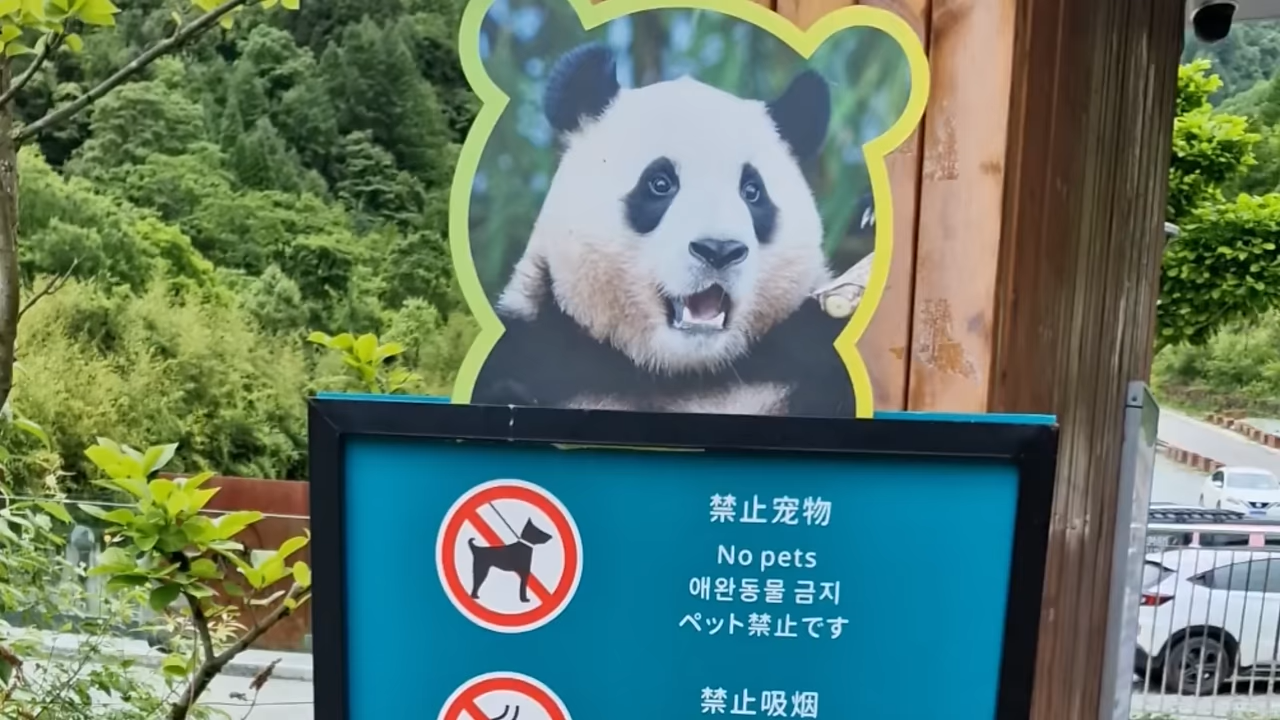 禁止宠物
No pets
애완동물 금지
ペット禁止です
禁止吸烟